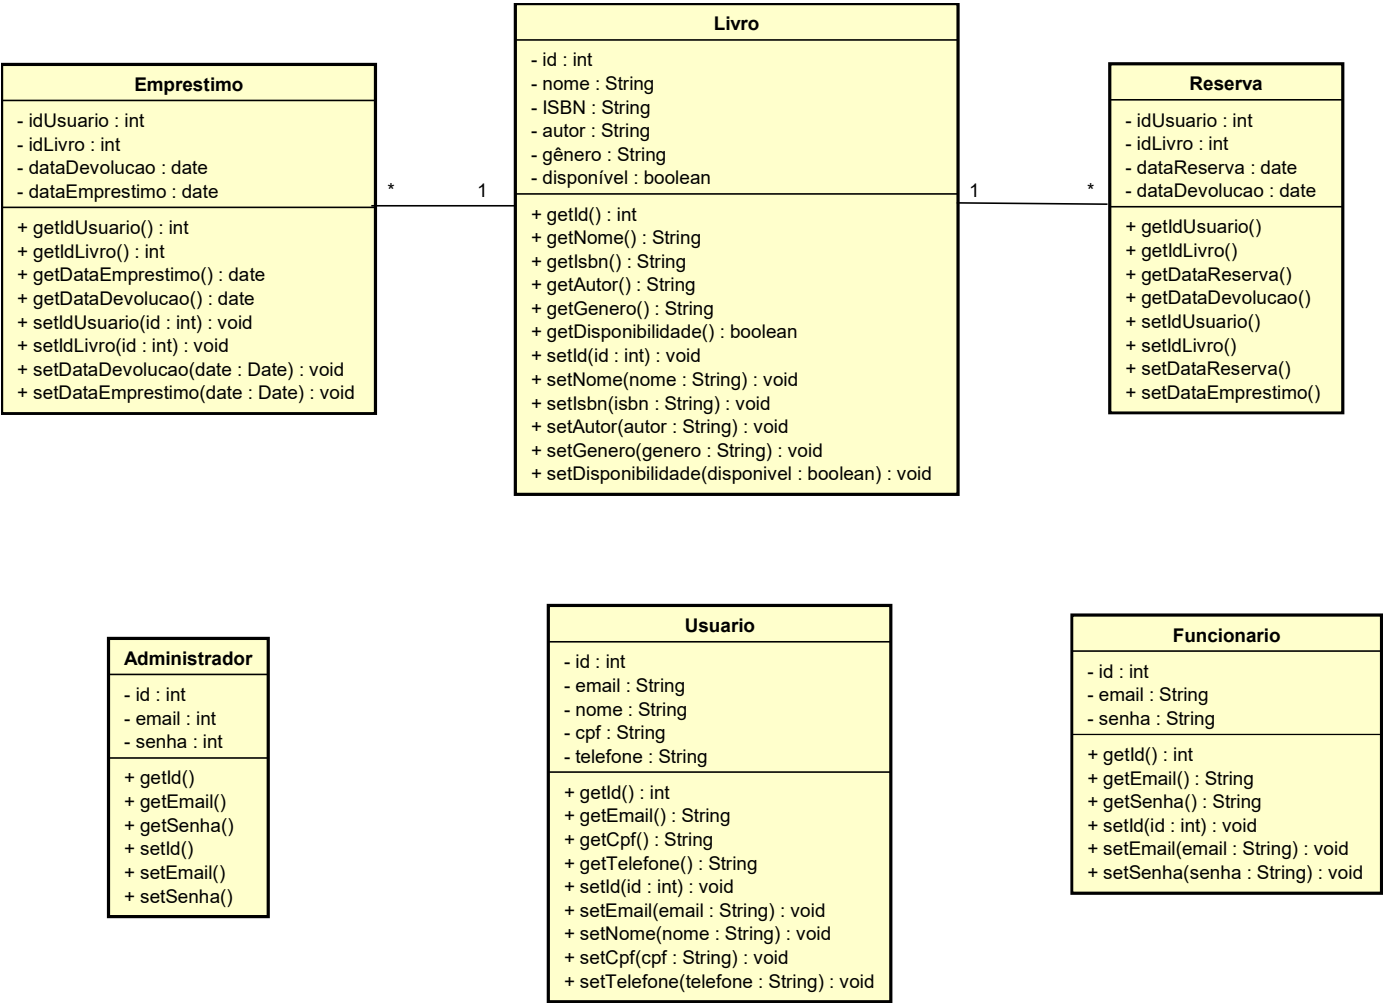 Livro
- id : int
- nome : String
- ISBN : String
- autor : String
- gênero : String
- disponível : boolean
+ getId() : int
+ getNome() : String
+ getIsbn() : String
+ getAutor() : String
+ getGenero() : String
+ getDisponibilidade() : boolean
+ setId(id : int) : void
+ setNome(nome : String) : void
+ setIsbn(isbn : String) : void
+ setAutor(autor : String) : void
+ setGenero(genero : String) : void
+ setDisponibilidade(disponivel : boolean) : void
Emprestimo
- idUsuario : int
- idLivro : int
- dataDevolucao : date
- dataEmprestimo : date
+ getIdUsuario() : int
+ getIdLivro() : int
+ getDataEmprestimo() : date
+ getDataDevolucao() : date
+ setIdUsuario(id : int) : void
+ setIdLivro(id : int) : void
+ setDataDevolucao(date : Date) : void
+ setDataEmprestimo(date : Date) : void
* 1
1 *
Reserva
- idUsuario : int
- idLivro : int
- dataReserva : date
- dataDevolucao : date
+ getIdUsuario()
+ getIdLivro()
+ getDataReserva()
+ getDataDevolucao()
+ setIdUsuario()
+ setIdLivro()
+ setDataReserva()
+ setDataEmprestimo()
Administrador
- id : int
- email : int
- senha : int
+ getId()
+ getEmail()
+ getSenha()
+ setId()
+ setEmail()
+ setSenha()
Usuario
- id : int
- email : String
- nome : String
- cpf : String
- telefone : String
+ getId() : int
+ getEmail() : String
+ getCpf() : String
+ getTelefone() : String
+ setId(id : int) : void
+ setEmail(email : String) : void
+ setNome(nome : String) : void
+ setCpf(cpf : String) : void
+ setTelefone(telefone : String) : void
Funcionario
- id : int
- email : String
- senha : String
+ getId() : int
+ getEmail() : String
+ getSenha() : String
+ setId(id : int) : void
+ setEmail(email : String) : void
+ setSenha(senha : String) : void